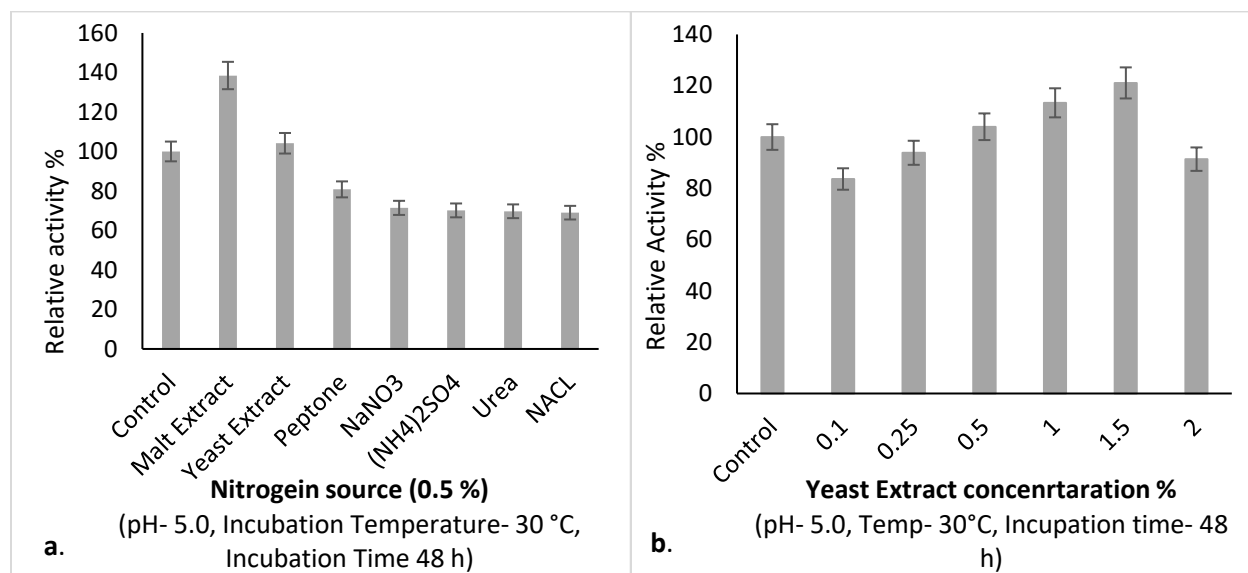 Relative activity %
160
140
120
100
80
60
40
20
0
Control
Malt Extract
Yeast Extract
Peptone
NaNO3
(NH4)2SO4
Urea
NACL
Nitrogein source (0.5 %)
(pH- 5.0, Incubation Temperature- 30 °C,
Incubation Time 48 h)
a.
Relative Activity %
140
120
100
80
60
40
20
0
Control
0.1
0.25
0.5
1
1.5
2
Yeast Extract concenrtaration %
(pH- 5.0, Temp- 30°C, Incupation time- 48
h)
b.